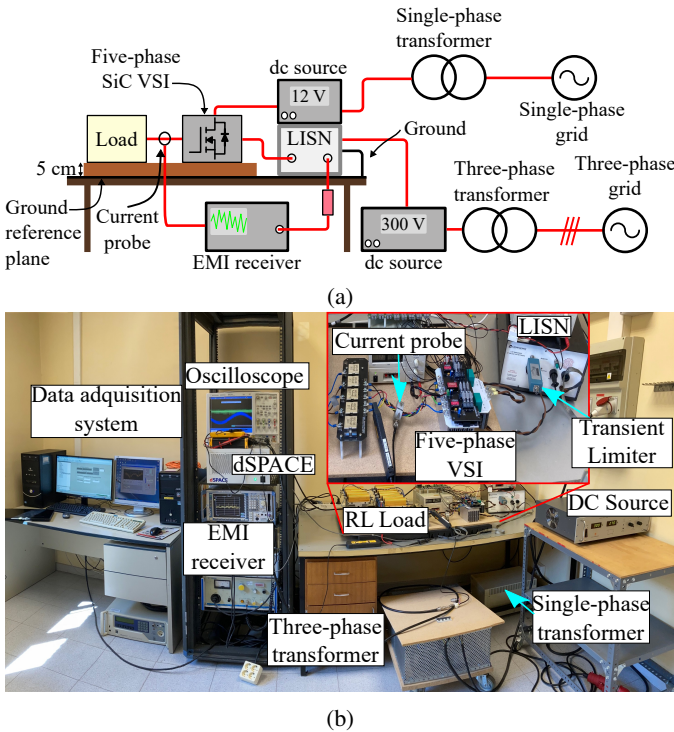 Single-phase
transformer
Five-phase
SiC VSI
dc source
12 V
Single-phase
grid
Load
LISN
Ground
5 cm
Three-phase
transformer
Three-phase
grid
Ground
reference
plane
Current
probe
EMI receiver
300 V
dc source
(a)
LISN
Current probe
Oscilloscope
Data adquisition
system
Transient
Limiter
Five-phase
VSI
dSPACE
dSPACE
DC Source
RL Load
EMI
receiver
Single-phase
transformer
Three-phase
transformer
(b)